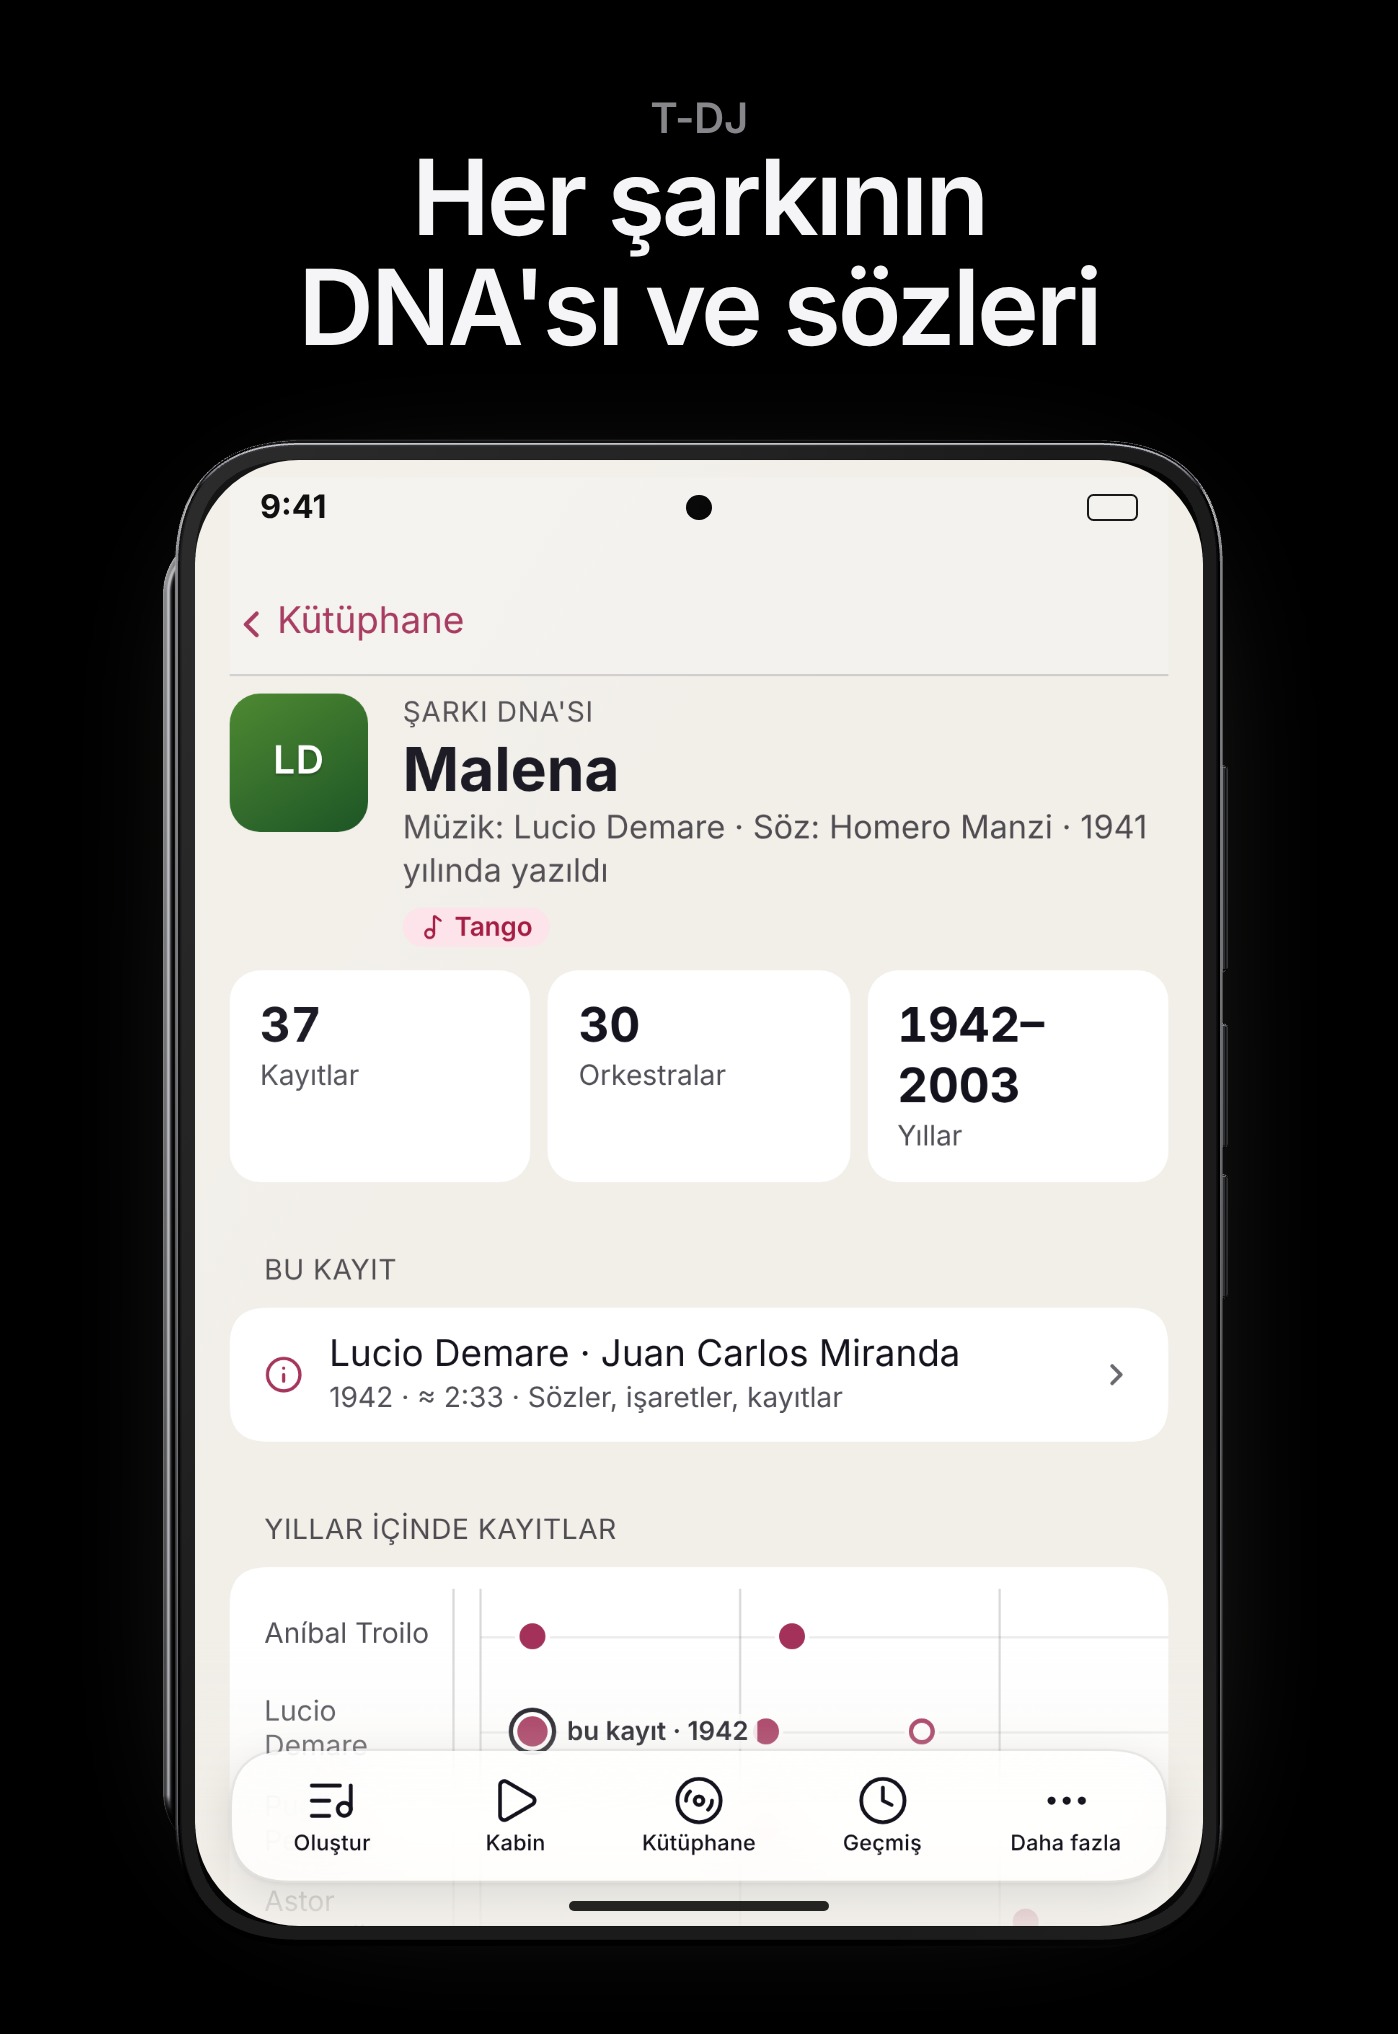 T-DJ
Her şarkının
DNA'sı ve sözleri
9:41
Kütüphane
LD
ŞARKI DNA'SI
Malena
Müzik: Lucio Demare · Söz: Homero Manzi · 1941
yılında yazıldı
Tango
37
Kayıtlar
30
Orkestralar
1942–
2003
Yıllar
BU KAYIT
Lucio Demare · Juan Carlos Miranda
1942 · ≈ 2:33 · Sözler, işaretler, kayıtlar
YILLAR İÇİNDE KAYITLAR
Aníbal Troilo
Lucio
Demare
bu kayıt · 1942
Oluştur
Kabin
Kütüphane
Geçmiş
Daha fazla
Astor